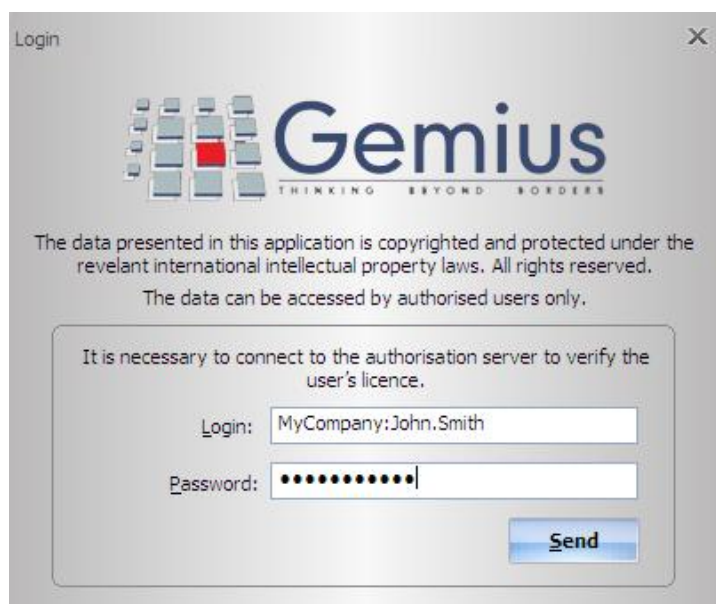 Login
Gemius
THINKING BEYOND BORDERS
The data presented in this application is copyrighted and protected under the
revelant international intellectual property laws. All rights reserved.
The data can be accessed by authorised users only.
It is necessary to connect to the authorisation server to verify the
user's licence.
Login: MyCompany:John.Smith
Password: •••••••••••
Send